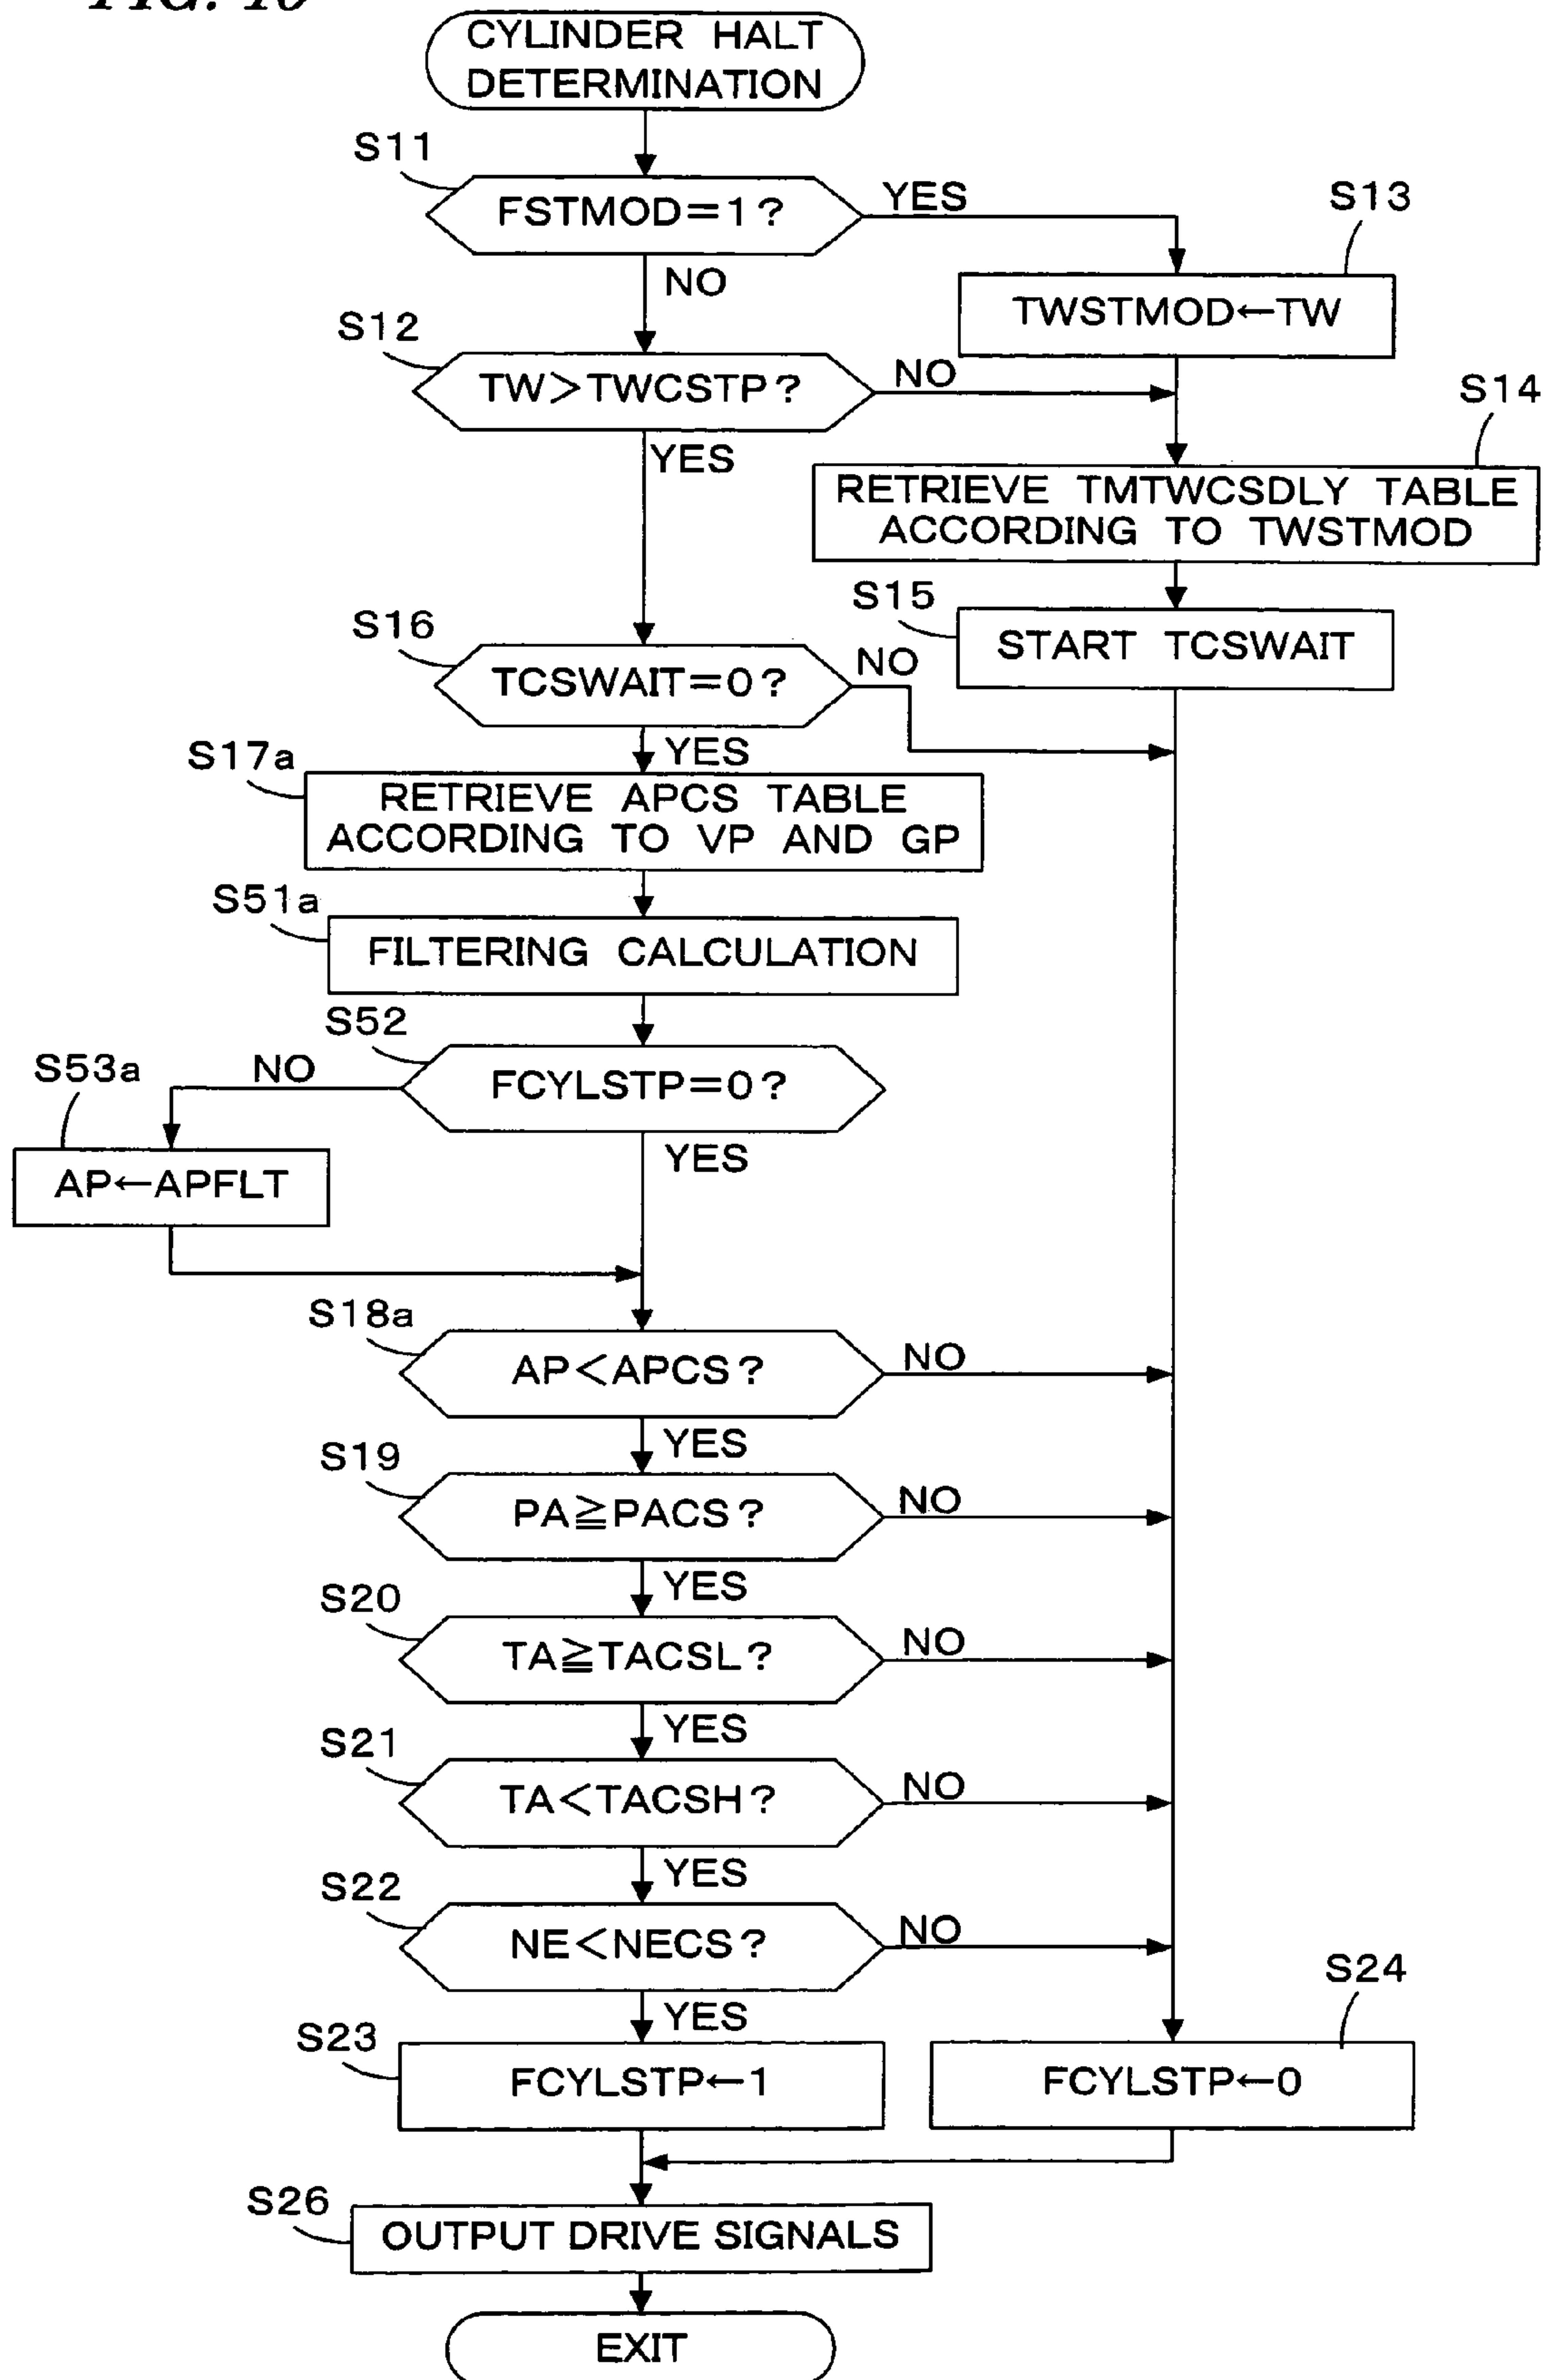 CYLINDER HALT
DETERMINATION
S11
FSTMOD=1?
YES
NO
S13
TWSTMOD←TW
S12
TW>TWCSTP?
NO
YES
S14
RETRIEVE TMTWCSDLY TABLE
ACCORDING TO TWSTMOD
S15
START TCSWAIT
S16
TCSWAIT=0?
NO
YES
S17a
RETRIEVE APCS TABLE
ACCORDING TO VP AND GP
S51a
FILTERING CALCULATION
S52
FCYLSTP=0?
NO
YES
S53a
AP←APFLT
S18a
AP<APCS?
NO
YES
S19
PA≧PACS?
NO
YES
S20
TA≧TACSL?
NO
YES
S21
TA<TACSH?
NO
YES
S22
NE<NECS?
NO
YES
S23
FCYLSTP←1
S24
FCYLSTP←0
S26
OUTPUT DRIVE SIGNALS
EXIT